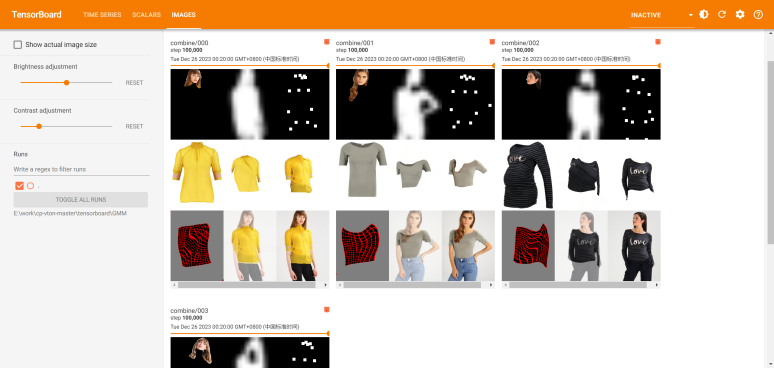 TensorBoard
TIME SERIES
SCALARS
IMAGES
INACTIVE
Show actual image size
Brightness adjustment
RESET
Contrast adjustment
RESET
Runs
Write a regex to filter runs
.
TOGGLE ALL RUNS
E:\work\cp-vton-master\tensorboard\GMM
combine/000
step 100,000
Tue Dec 26 2023 00:20:00 GMT+0800 (中国标准时间)
combine/001
step 100,000
Tue Dec 26 2023 00:20:00 GMT+0800 (中国标准时间)
combine/002
step 100,000
Tue Dec 26 2023 00:20:00 GMT+0800 (中国标准时间)
Love
Love
Love
Love
combine/003
step 100,000
Tue Dec 26 2023 00:20:00 GMT+0800 (中国标准时间)